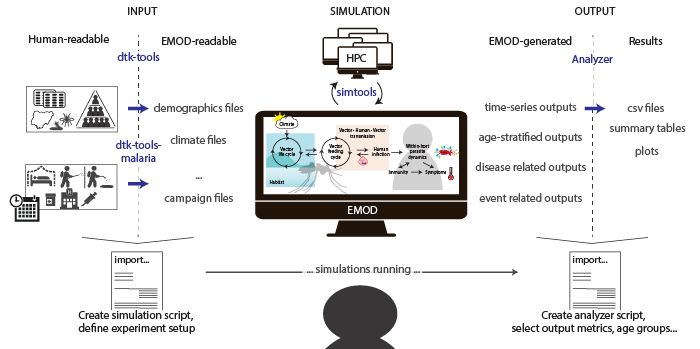 INPUT
SIMULATION
OUTPUT
Human-readable
EMOD-readable
dtk-tools
HPC
simtools
EMOD-generated
Results
Analyzer
demographics files
climate files
dtk-tools-
malaria
...
campaign files
Climate
Vector
life cycle
Habitat
Vector - Human - Vector
transmission
Vector
feeding
cycle
Human
infection
Within host
parasite
dynamics
Immunity
Symptoms
EMOD
time-series outputs
age-stratified outputs
disease related outputs
event related outputs
csv files
summary tables
plots
import...
... simulations running ...
import...
Create simulation script,
define experiment setup
Create analyzer script,
select output metrics, age groups...